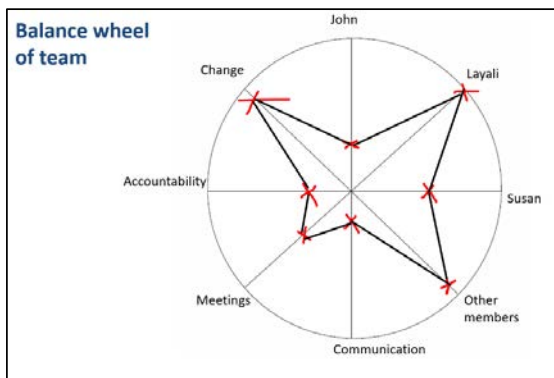 Balance wheel
of team
John
Change
Layali
Accountability
Susan
Meetings
Other
members
Communication